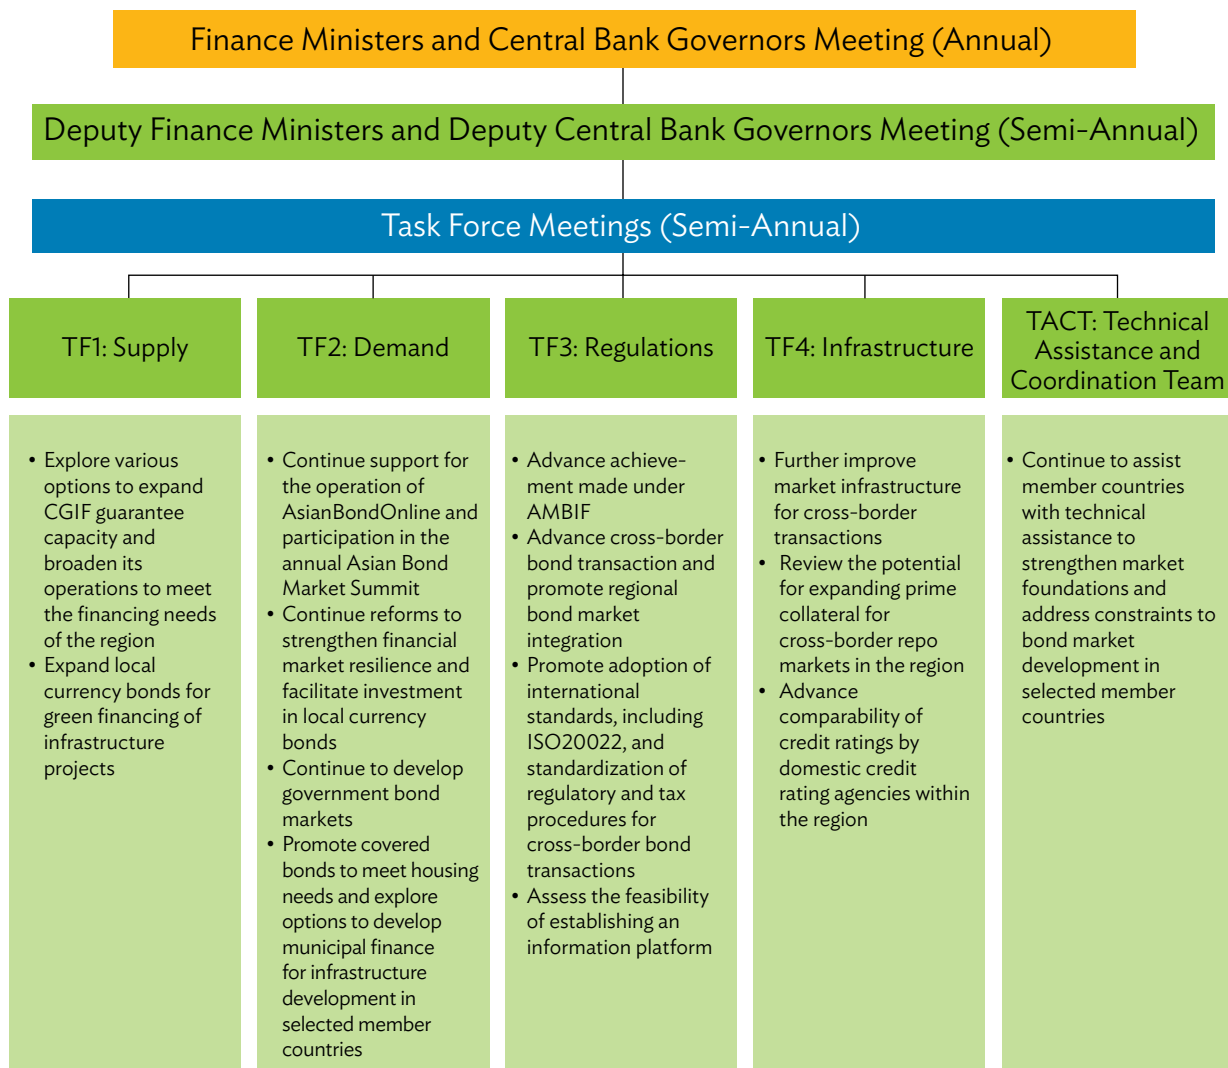 Finance Ministers and Central Bank Governors Meeting (Annual)
Deputy Finance Ministers and Deputy Central Bank Governors Meeting (Semi-Annual)
Task Force Meetings (Semi-Annual)
TF1: Supply
TF2: Demand
TF3: Regulations
TF4: Infrastructure
TACT: Technical
Assistance and
Coordination Team
• Explore various
options to expand
CGIF guarantee
capacity and
broaden its
operations to meet
the financing needs
of the region
• Expand local
currency bonds for
green financing of
infrastructure
projects
• Continue support for
the operation of
AsianBondOnline and
participation in the
annual Asian Bond
Market Summit
• Continue reforms to
strengthen financial
market resilience and
facilitate investment
in local currency
bonds
• Continue to develop
government bond
markets
• Promote covered
bonds to meet housing
needs and explore
options to develop
municipal finance
for infrastructure
development in
selected member
countries
• Advance achieve-
ment made under
AMBIF
• Advance cross-border
bond transaction and
promote regional
bond market
integration
• Promote adoption of
international
standards, including
ISO20022, and
standardization of
regulatory and tax
procedures for
cross-border bond
transactions
• Assess the feasibility
of establishing an
information platform
• Further improve
market infrastructure
for cross-border
transactions
• Review the potential
for expanding prime
collateral for
cross-border repo
markets in the region
• Advance
comparability of
credit ratings by
domestic credit
rating agencies within
the region
• Continue to assist
member countries
with technical
assistance to
strengthen market
foundations and
address constraints to
bond market
development in
selected member
countries